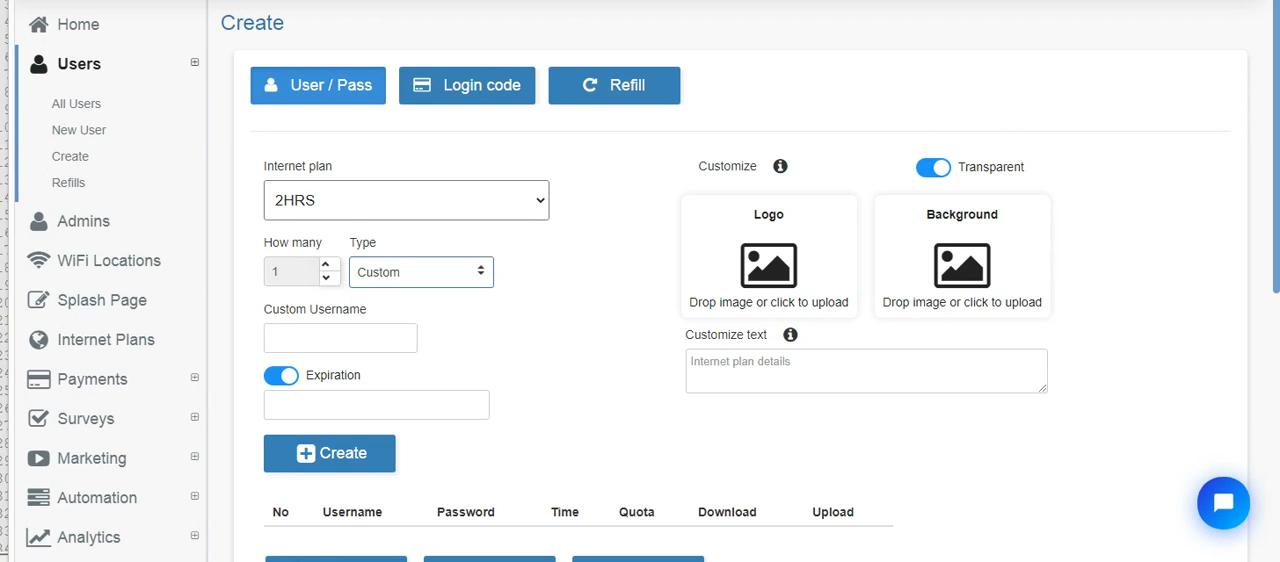 Home
Users
All Users
New User
Create
Refills
Admins
WiFi Locations
Splash Page
Internet Plans
Payments
Surveys
Marketing
Automation
Analytics
Create
User / Pass
Login code
Refill
Internet plan
2HRS
How many
Type
1
Custom
Custom Username
Expiration
Create
Customize
Transparent
Logo
Background
Drop image or click to upload
Drop image or click to upload
Customize text
Internet plan details
No Username Password Time Quota Download Upload